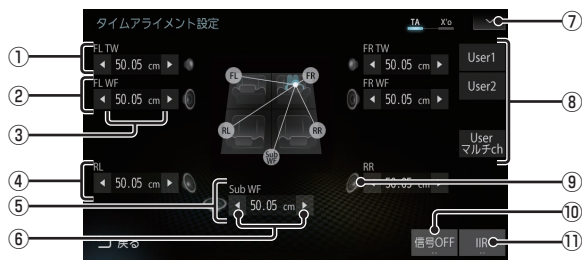 タイムアライメント設定
TA X'o
⑦
①
FL TW
50.05 cm
FR TW
50.05 cm
User1
②
FL WF
50.05 cm
FR WF
50.05 cm
User2
FL
FR
③
⑧
RL
RR
Sub WF
User マルチch
④
RL
50.05 cm
RR
50.05 cm
⑨
⑤
Sub WF
50.05 cm
⑥
⑩
戻る
信号OFF
IIR
⑪